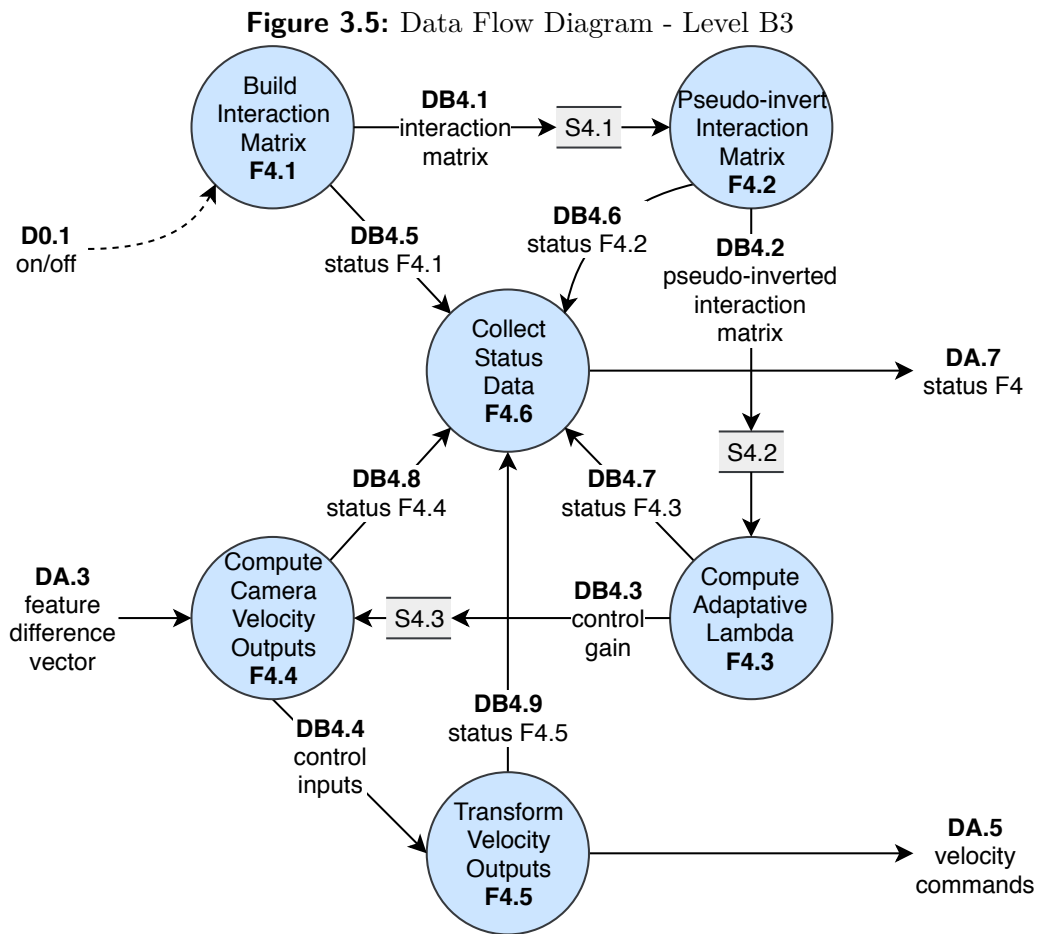 Figure 3.5: Data Flow Diagram - Level B3
Build
Interaction
Matrix
F4.1
DB4.1
interaction
matrix
S4.1
Pseudo-invert
Interaction
Matrix
F4.2
D0.1
on/off
DB4.5
status F4.1
DB4.6
status F4.2
DB4.2
pseudo-inverted
interaction
matrix
Collect
Status
Data
F4.6
DA.7
status F4
S4.2
DB4.8
status F4.4
DB4.7
status F4.3
DA.3
feature
difference
vector
Compute
Camera
Velocity
Outputs
F4.4
S4.3
DB4.3
control
gain
Compute
Adaptative
Lambda
F4.3
DB4.4
control
inputs
DB4.9
status F4.5
Transform
Velocity
Outputs
F4.5
DA.5
velocity
commands